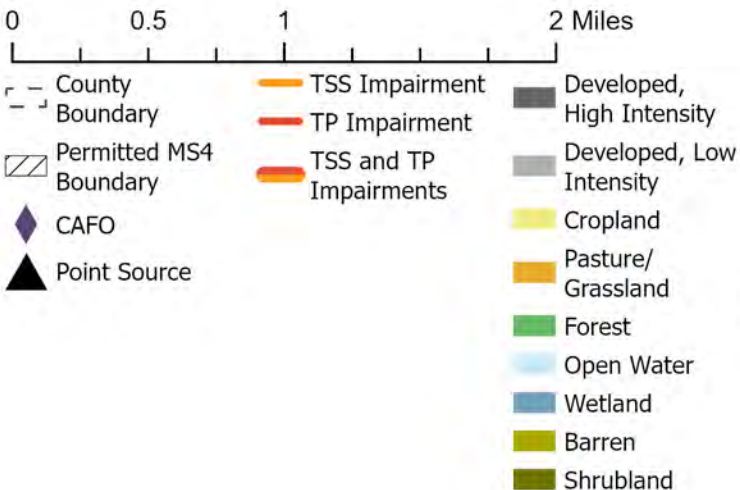 0 0.5 1 2 Miles
County
Boundary
Permitted MS4
Boundary
CAFO
Point Source
TSS Impairment
TP Impairment
TSS and TP
Impairments
Developed,
High Intensity
Developed, Low
Intensity
Cropland
Pasture/
Grassland
Forest
Open Water
Wetland
Barren
Shrubland